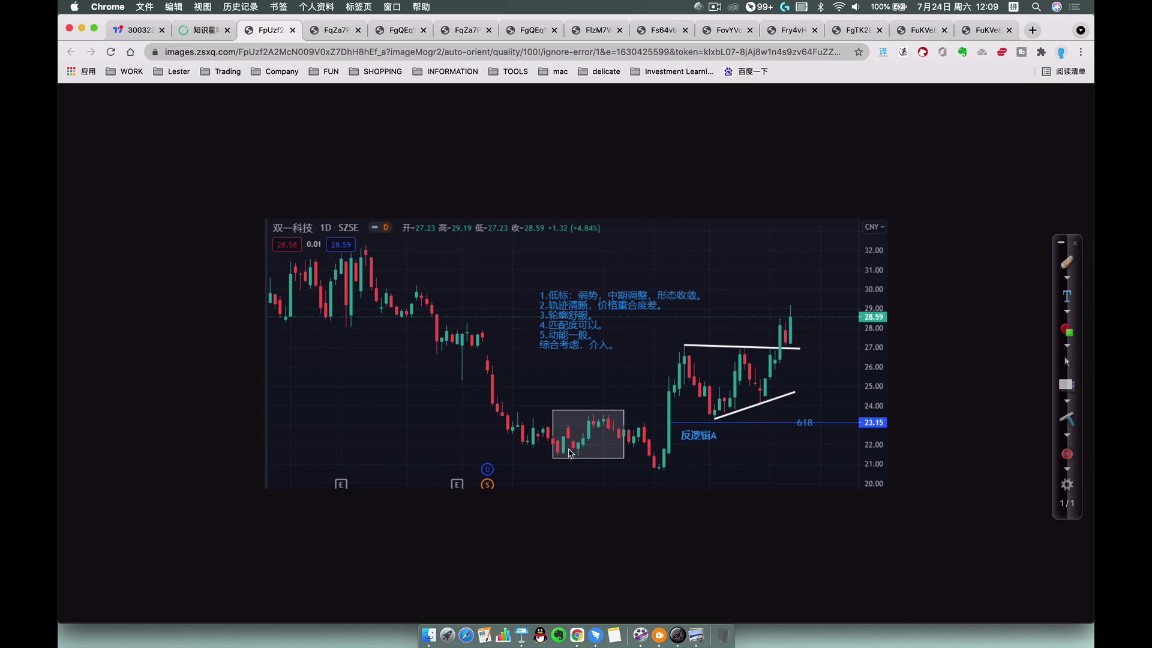 Chrome 文件 编辑 视图 历史记录 书签 个人资料 标签页 窗口 帮助
99+ 100% 7月24日 周六 12:09
30032 知识星 FpUzf2 FqZa7F FgQEq FqZa7 FgQEq FlzM7V Fs64vE FovYV Fry4vH FgTK2 FuKVe FuKVe
images.zsxq.com/FpUzf2A2McN009V0xZ7DhH8hEf_a?imageMogr2/auto-orient/quality/100!/ignore-error/1&e=1630425599&token=kIxbL07-8jAj8w1n4s9zv64FuZZ...
应用 WORK Lester Trading Company FUN SHOPPING INFORMATION TOOLS mac delicate Investment Learni... 百度一下 阅读清单
双一科技 1D SZSE D 开=27.23 高=29.19 低=27.23 收=28.59 +1.32 (+4.84%) CNY
28.58 0.01 28.59
32.00
31.00
30.00
29.00
28.59
28.00
27.00
26.00
25.00
24.00
23.15
22.00
21.00
20.00
1.低标：弱势，中期调整，形态收敛。
2.轨迹清晰，价格重合度差。
3.轮廓舒服。
4.匹配度可以。
5.动能一般。
综合考虑，介入。
618
反逻辑A
D
E E S
T
1/1